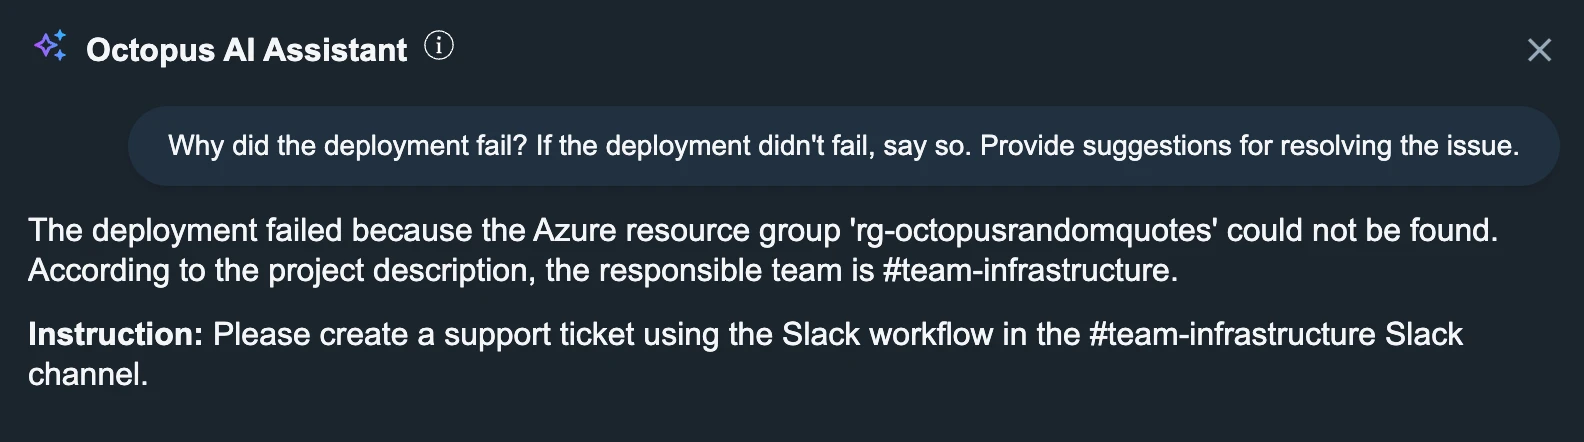 Octopus AI Assistant
Why did the deployment fail? If the deployment didn't fail, say so. Provide suggestions for resolving the issue.
The deployment failed because the Azure resource group 'rg-octopusrandomquotes' could not be found.
According to the project description, the responsible team is #team-infrastructure.
Instruction: Please create a support ticket using the Slack workflow in the #team-infrastructure Slack
channel.